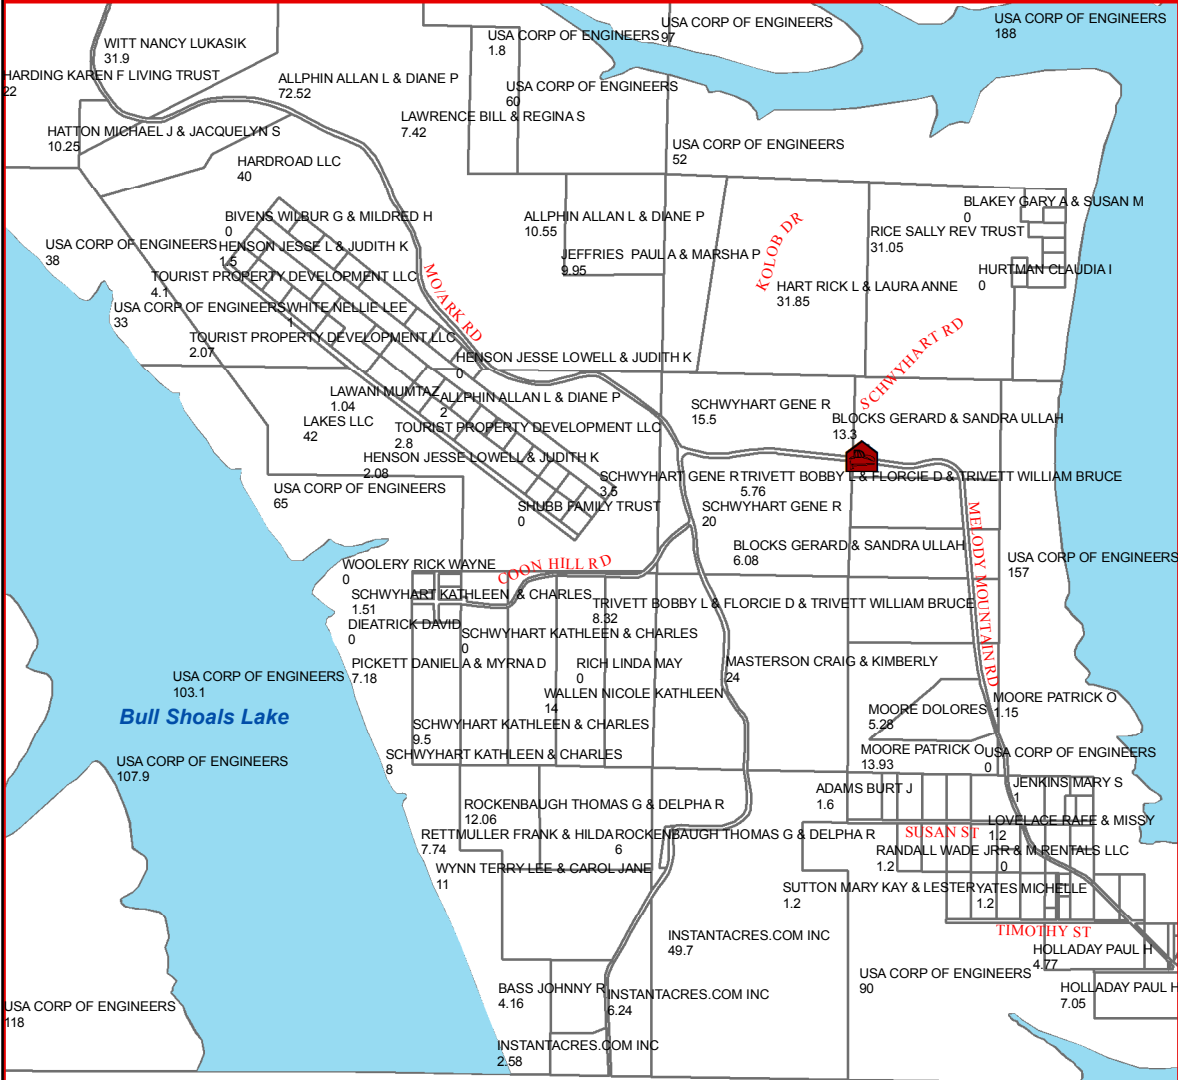 USA CORP OF ENGINEERS
188
USA CORP OF ENGINEERS
97
USA CORP OF ENGINEERS
1.8
WITT NANCY LUKASIK
31.9
HARDING KAREN F LIVING TRUST
22
ALLPHIN ALLAN L & DIANE P
72.52
USA CORP OF ENGINEERS
60
LAWRENCE BILL & REGINA S
7.42
HATTON MICHAEL J & JACQUELYN S
10.25
USA CORP OF ENGINEERS
52
HARDROAD LLC
40
BLAKEY GARY A & SUSAN M
0
BIVENS WILBUR G & MILDRED H
0
ALLPHIN ALLAN L & DIANE P
10.55
KOLOB DR
RICE SALLY REV TRUST
31.05
USA CORP OF ENGINEERS
38
HENSON JESSE L & JUDITH K
1.5
JEFFRIES PAUL A & MARSHA P
9.95
HURTMAN CLAUDIA I
0
TOURIST PROPERTY DEVELOPMENT LLC
4.1
MO/ARK RD
HART RICK L & LAURA ANNE
31.85
USA CORP OF ENGINEERS
33
WHITE NELLIE LEE
1
TOURIST PROPERTY DEVELOPMENT LLC
2.07
SCHWYHART RD
HENSON JESSE LOWELL & JUDITH K
0
LAWANI MUMTAZ
1.04
ALLPHIN ALLAN L & DIANE P
2
SCHWYHART GENE R
15.5
BLOCKS GERARD & SANDRA ULLAH
13.3
LAKES LLC
42
TOURIST PROPERTY DEVELOPMENT LLC
2.8
HENSON JESSE LOWELL & JUDITH K
2.08
SCHWYHART GENE R
3.5
TRIVETT BOBBY L & FLORCIE D & TRIVETT WILLIAM BRUCE
5.76
USA CORP OF ENGINEERS
65
SHUBB FAMILY TRUST
0
SCHWYHART GENE R
20
BLOCKS GERARD & SANDRA ULLAH
6.08
MELODY MOUNTAIN RD
USA CORP OF ENGINEERS
157
WOOLERY RICK WAYNE
0
COON HILL RD
SCHWYHART KATHLEEN & CHARLES
1.51
TRIVETT BOBBY L & FLORCIE D & TRIVETT WILLIAM BRUCE
8.32
DIEATRICK DAVID
0
SCHWYHART KATHLEEN & CHARLES
0
PICKETT DANIEL A & MYRNA D
7.18
RICH LINDA MAY
0
MASTERSON CRAIG & KIMBERLY
24
USA CORP OF ENGINEERS
103.1
WALLEN NICOLE KATHLEEN
14
MOORE PATRICK O
1.15
Bull Shoals Lake
MOORE DOLORES
5.28
SCHWYHART KATHLEEN & CHARLES
9.5
SCHWYHART KATHLEEN & CHARLES
8
MOORE PATRICK O
13.93
USA CORP OF ENGINEERS
0
USA CORP OF ENGINEERS
107.9
ADAMS BURT J
1.6
JENKINS MARY S
1
ROCKENBAUGH THOMAS G & DELPHA R
12.06
LOVELACE RAFE & MISSY
1.2
RETTMULLER FRANK & HILDA
7.74
ROCKENBAUGH THOMAS G & DELPHA R
6
SUSAN ST
RANDALL WADE JR
1.2
R & M RENTALS LLC
0
WYNN TERRY LEE & CAROL JANE
11
SUTTON MARY KAY & LESTER
1.2
YATES MICHELLE
1.2
TIMOTHY ST
INSTANTACRES.COM INC
49.7
HOLLADAY PAUL H
4.77
USA CORP OF ENGINEERS
90
BASS JOHNNY R
4.16
INSTANTACRES.COM INC
6.24
HOLLADAY PAUL H
7.05
USA CORP OF ENGINEERS
118
INSTANTACRES.COM INC
2.58